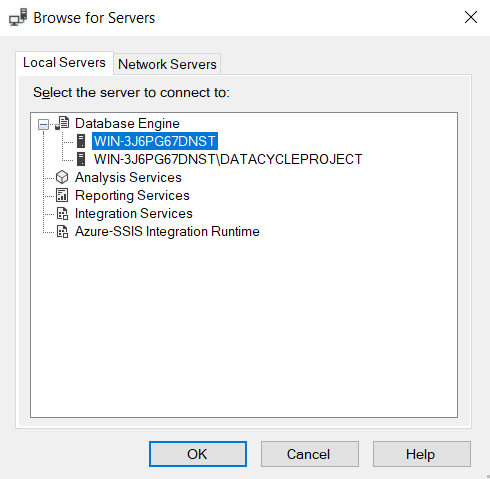 Browse for Servers
Local Servers
Network Servers
Select the server to connect to:
Database Engine
WIN-3J6PG67DNST
WIN-3J6PG67DNST\DATACYCLEPROJECT
Analysis Services
Reporting Services
Integration Services
Azure-SSIS Integration Runtime
OK
Cancel
Help